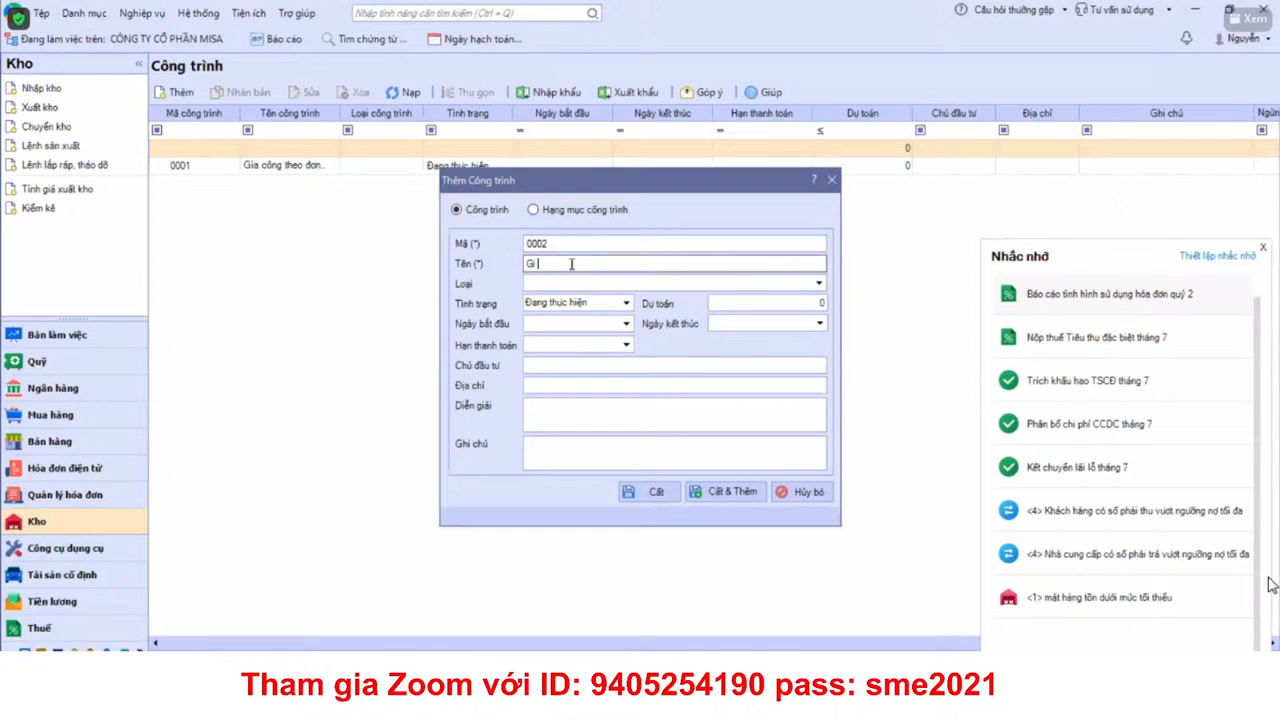 Tệp Danh mục Nghiệp vụ Hệ thống Tiện ích Trợ giúp Nhập tính năng cần tìm kiếm (Ctrl + Q) Câu hỏi thường gặp Tư vấn sử dụng
Xem
Đang làm việc trên: CÔNG TY CỔ PHẦN MISA Báo cáo Tìm chứng từ ... Ngày hạch toán... Nguyễn
Kho «
Nhập kho
Xuất kho
Chuyển kho
Lệnh sản xuất
Lệnh lắp ráp, tháo dỡ
Tính giá xuất kho
Kiểm kê
Bàn làm việc
Quỹ
Ngân hàng
Mua hàng
Bán hàng
Hóa đơn điện tử
Quản lý hóa đơn
Kho
Công cụ dụng cụ
Tài sản cố định
Tiền lương
Thuế
Công trình
Thêm Nhân bản Sửa Xóa Nạp Thu gọn Nhập khẩu Xuất khẩu Góp ý Giúp
Mã công trình Tên công trình Loại công trình Tình trạng Ngày bắt đầu Ngày kết thúc Hạn thanh toán Dự toán Chủ đầu tư Địa chỉ Ghi chú Ngừn
= = = ≤
0
0001 Gia công theo đơn.. Đang thực hiện 0
Thêm Công trình ?
Công trình Hạng mục công trình
Mã (*) 0002
Tên (*) Gi
Loại
Tình trạng Đang thực hiện Dự toán 0
Ngày bắt đầu Ngày kết thúc
Hạn thanh toán
Chủ đầu tư
Địa chỉ
Diễn giải
Ghi chú
Cất Cất & Thêm Hủy bỏ
Nhắc nhở Thiết lập nhắc nhở
Báo cáo tình hình sử dụng hóa đơn quý 2
Nộp thuế Tiêu thụ đặc biệt tháng 7
Trích khấu hao TSCĐ tháng 7
Phân bổ chi phí CCDC tháng 7
Kết chuyển lãi lỗ tháng 7
<4> Khách hàng có số phải thu vượt ngưỡng nợ tối đa
<4> Nhà cung cấp có số phải trả vượt ngưỡng nợ tối đa
<1> mặt hàng tồn dưới mức tối thiểu
Tham gia Zoom với ID: 9405254190 pass: sme2021